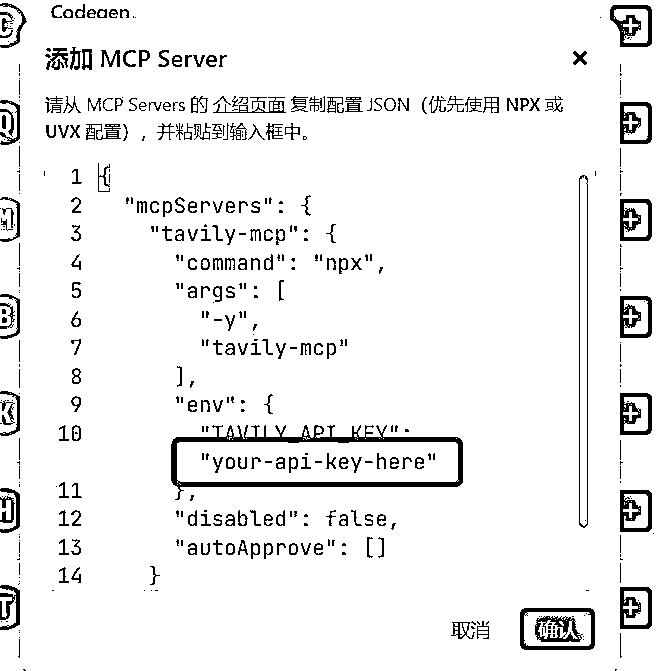 Codegen.
添加 MCP Server
请从 MCP Servers 的 介绍页面 复制配置 JSON（优先使用 NPX 或
UVX 配置），并粘贴到输入框中。
1 {
2 "mcpServers": {
3 "tavily-mcp": {
4 "command": "npx",
5 "args": [
6 "-y",
7 "tavily-mcp"
8 ],
9 "env": {
10 "TAVILY_API_KEY":
"your-api-key-here"
11 },
12 "disabled": false,
13 "autoApprove": []
14 }
取消
确认